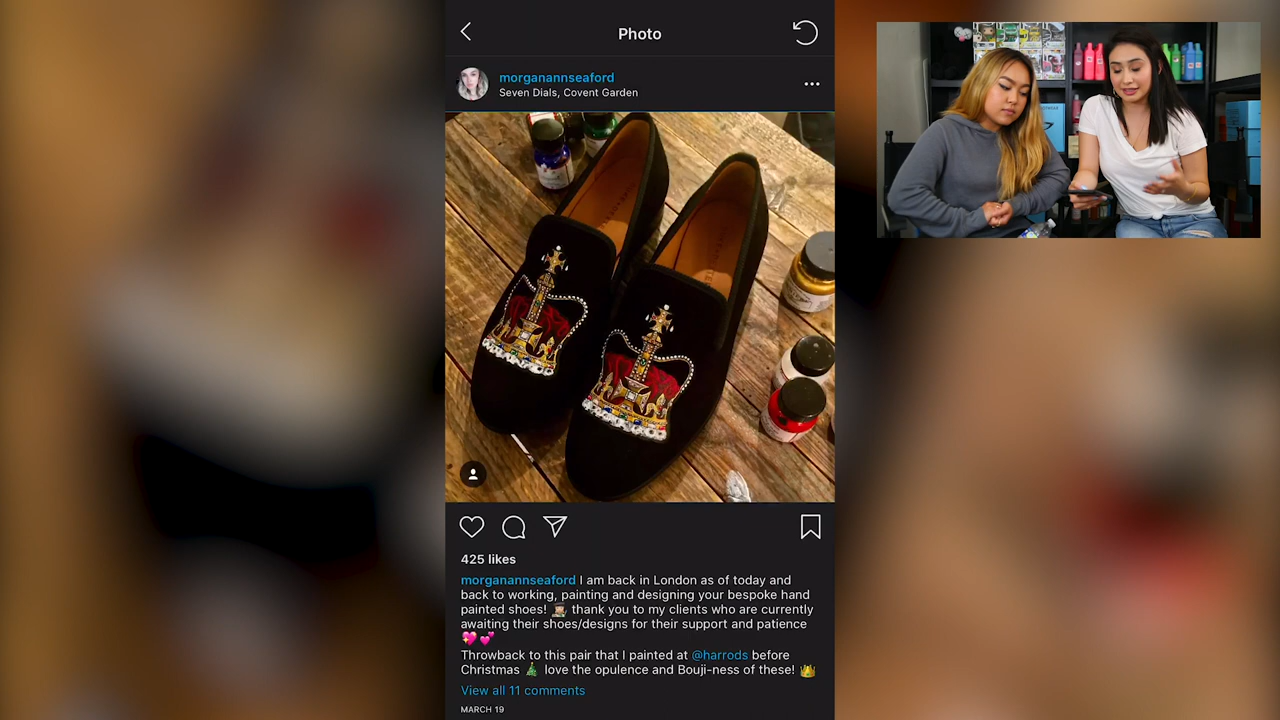 Photo
morganannseaford
Seven Dials, Covent Garden
425 likes
morganannseaford I am back in London as of today and
back to working, painting and designing your bespoke hand
painted shoes! 👩🏼‍🎨 thank you to my clients who are currently
awaiting their shoes/designs for their support and patience
💖💕
Throwback to this pair that I painted at @harrods before
Christmas 🎄 love the opulence and Bouji-ness of these! 👑
View all 11 comments
MARCH 19